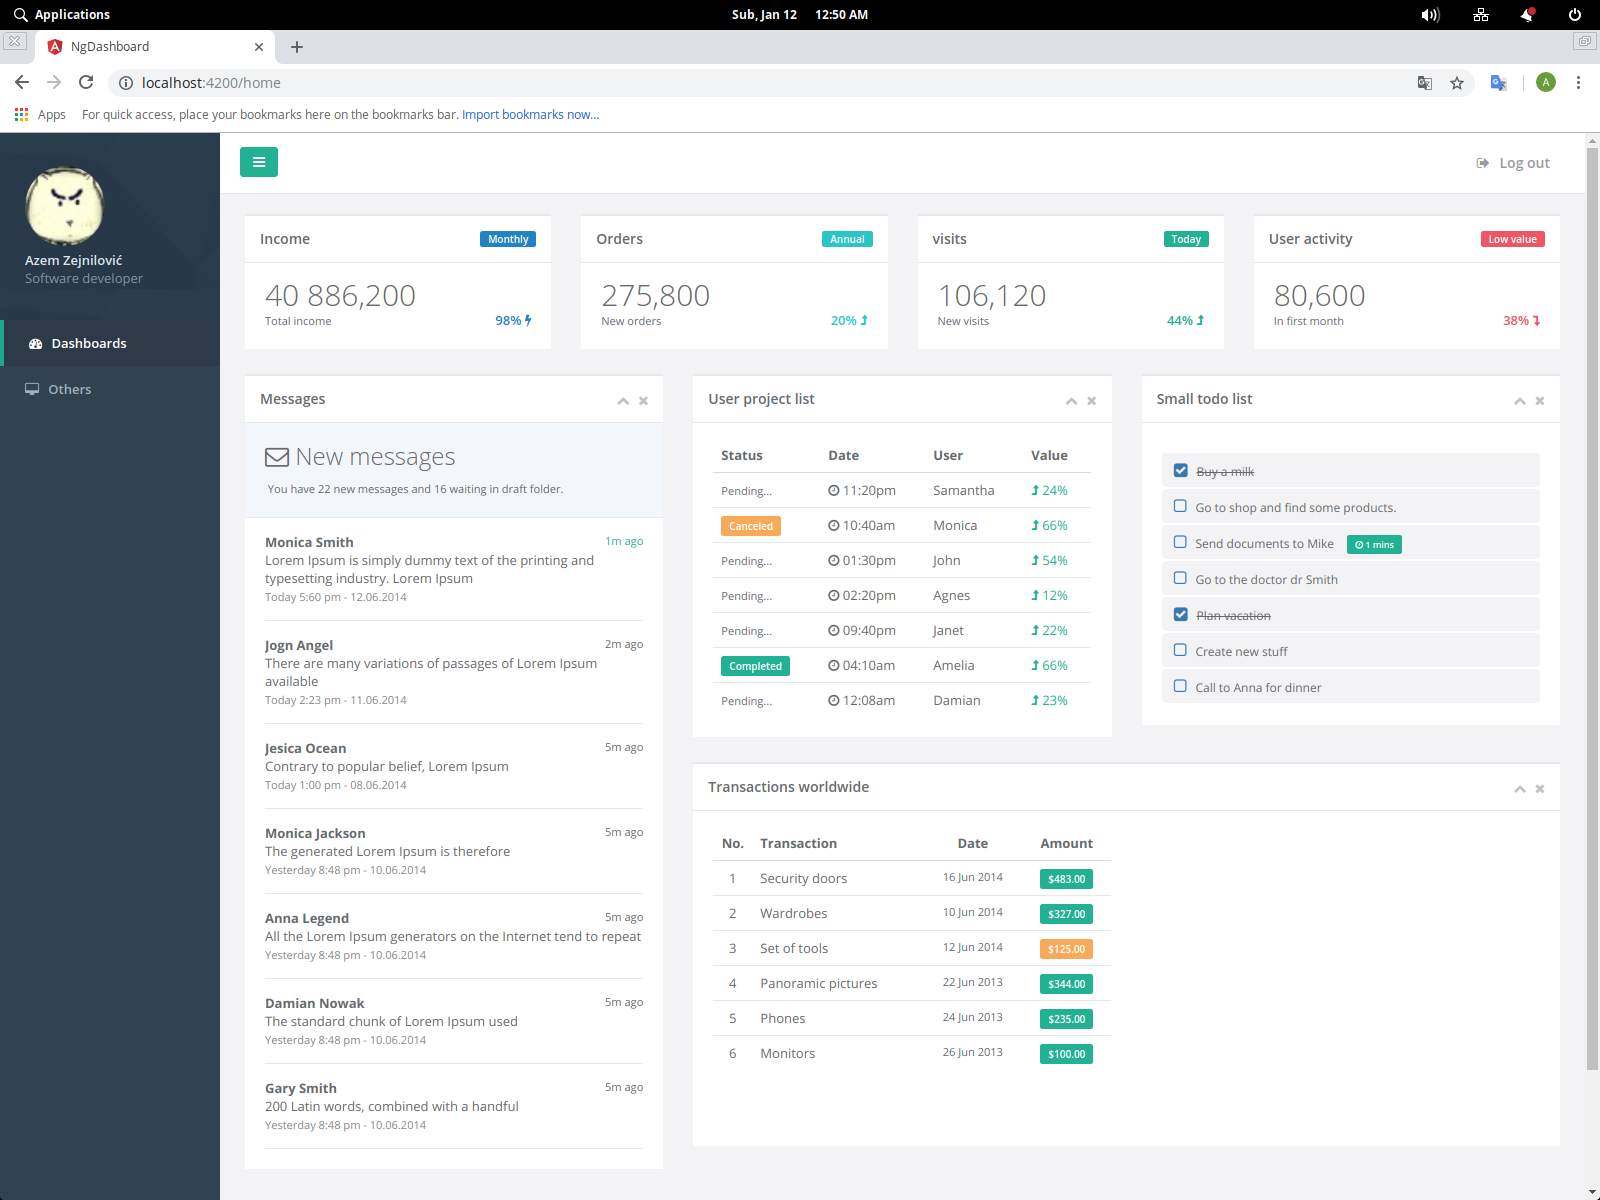 Applications
Sub, Jan 12 12:50 AM
NgDashboard
localhost:4200/home
A
Apps For quick access, place your bookmarks here on the bookmarks bar. Import bookmarks now...
Log out
Azem Zejnilović
Software developer
Dashboards
Others
Income Monthly
40 886,200
Total income 98%
Orders Annual
275,800
New orders 20%
visits Today
106,120
New visits 44%
User activity Low value
80,600
In first month 38%
Messages
New messages
You have 22 new messages and 16 waiting in draft folder.
Monica Smith 1m ago
Lorem Ipsum is simply dummy text of the printing and
typesetting industry. Lorem Ipsum
Today 5:60 pm - 12.06.2014
Jogn Angel 2m ago
There are many variations of passages of Lorem Ipsum
available
Today 2:23 pm - 11.06.2014
Jesica Ocean 5m ago
Contrary to popular belief, Lorem Ipsum
Today 1:00 pm - 08.06.2014
Monica Jackson 5m ago
The generated Lorem Ipsum is therefore
Yesterday 8:48 pm - 10.06.2014
Anna Legend 5m ago
All the Lorem Ipsum generators on the Internet tend to repeat
Yesterday 8:48 pm - 10.06.2014
Damian Nowak 5m ago
The standard chunk of Lorem Ipsum used
Yesterday 8:48 pm - 10.06.2014
Gary Smith 5m ago
200 Latin words, combined with a handful
Yesterday 8:48 pm - 10.06.2014
User project list
Status Date User Value
Pending... 11:20pm Samantha 24%
Canceled 10:40am Monica 66%
Pending... 01:30pm John 54%
Pending... 02:20pm Agnes 12%
Pending... 09:40pm Janet 22%
Completed 04:10am Amelia 66%
Pending... 12:08am Damian 23%
Small todo list
Buy a milk
Go to shop and find some products.
Send documents to Mike 1 mins
Go to the doctor dr Smith
Plan vacation
Create new stuff
Call to Anna for dinner
Transactions worldwide
No. Transaction Date Amount
1 Security doors 16 Jun 2014 $483.00
2 Wardrobes 10 Jun 2014 $327.00
3 Set of tools 12 Jun 2014 $125.00
4 Panoramic pictures 22 Jun 2013 $344.00
5 Phones 24 Jun 2013 $235.00
6 Monitors 26 Jun 2013 $100.00